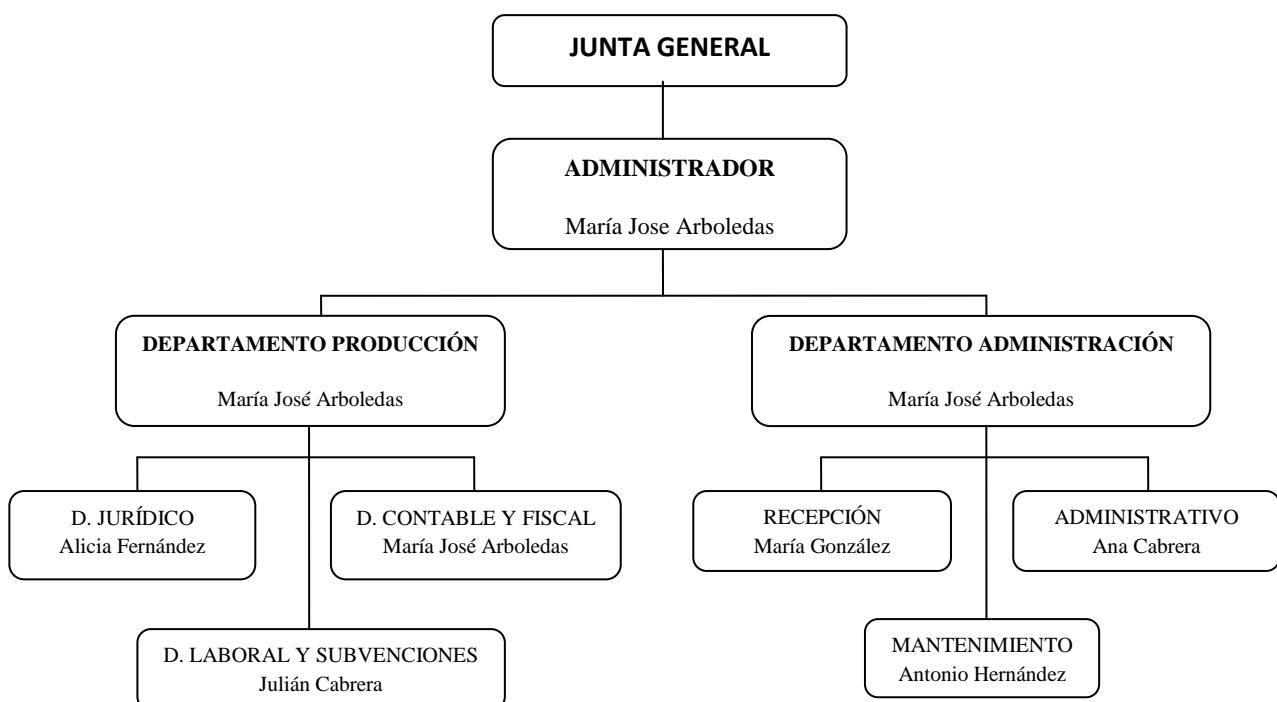 JUNTA GENERAL
ADMINISTRADOR
María Jose Arboledas
DEPARTAMENTO PRODUCCIÓN
María José Arboledas
DEPARTAMENTO ADMINISTRACIÓN
María José Arboledas
D. JURÍDICO
Alicia Fernández
D. CONTABLE Y FISCAL
María José Arboledas
RECEPCIÓN
María González
ADMINISTRATIVO
Ana Cabrera
D. LABORAL Y SUBVENCIONES
Julián Cabrera
MANTENIMIENTO
Antonio Hernández